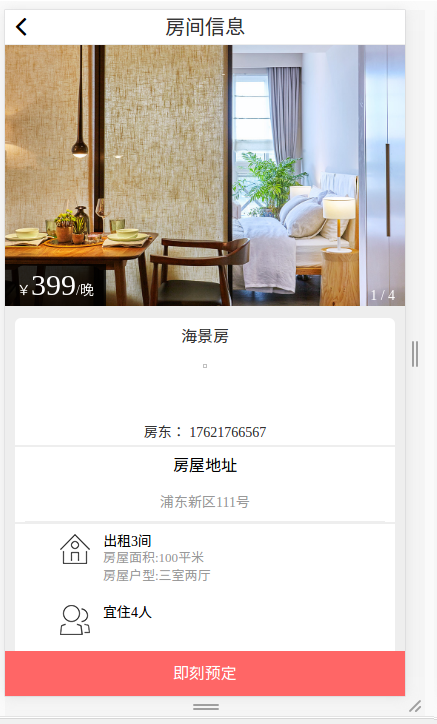 房间信息
￥399/晚
1 / 4
海景房
房东： 17621766567
房屋地址
浦东新区111号
出租3间
房屋面积:100平米
房屋户型:三室两厅
宜住4人
即刻预定